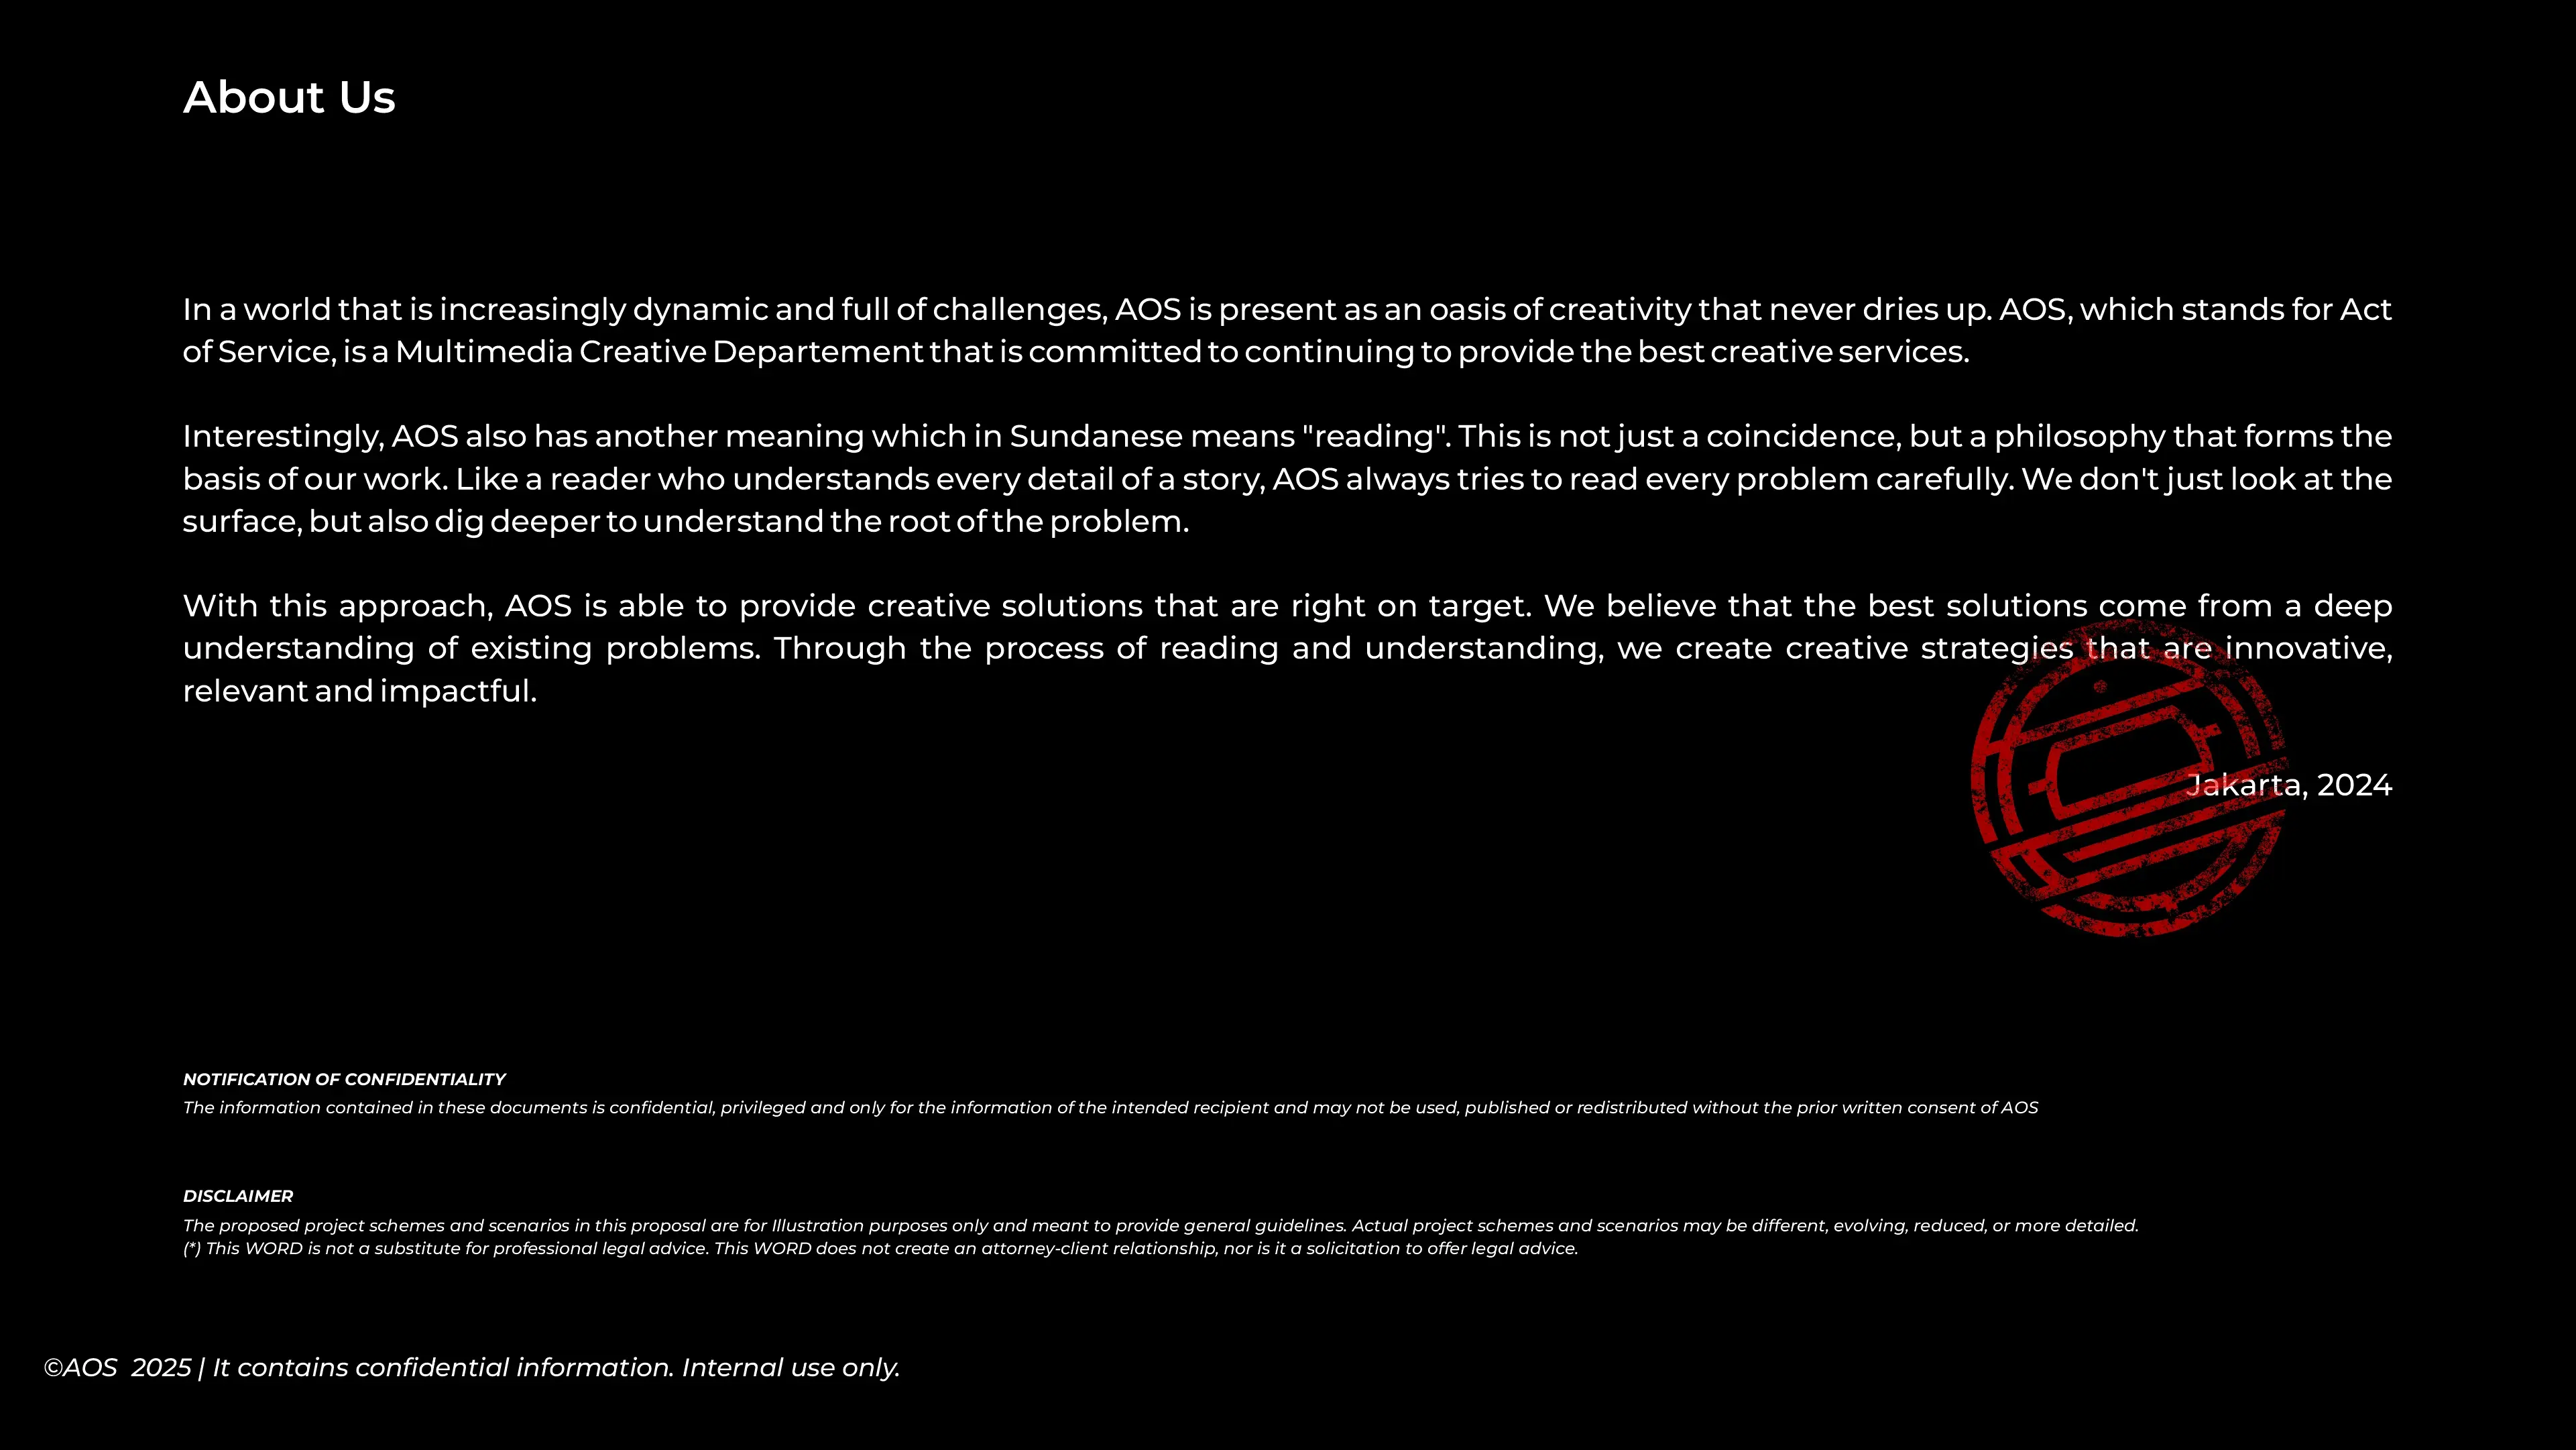 About Us
In a world that is increasingly dynamic and full of challenges, AOS is present as an oasis of creativity that never dries up. AOS, which stands for Act
of Service, is a Multimedia Creative Departement that is committed to continuing to provide the best creative services.
Interestingly, AOS also has another meaning which in Sundanese means "reading". This is not just a coincidence, but a philosophy that forms the
basis of our work. Like a reader who understands every detail of a story, AOS always tries to read every problem carefully. We don't just look at the
surface, but also dig deeper to understand the root of the problem.
With this approach, AOS is able to provide creative solutions that are right on target. We believe that the best solutions come from a deep
understanding of existing problems. Through the process of reading and understanding, we create creative strategies that are innovative,
relevant and impactful.
Jakarta, 2024
NOTIFICATION OF CONFIDENTIALITY
The information contained in these documents is confidential, privileged and only for the information of the intended recipient and may not be used, published or redistributed without the prior written consent of AOS
DISCLAIMER
The proposed project schemes and scenarios in this proposal are for Illustration purposes only and meant to provide general guidelines. Actual project schemes and scenarios may be different, evolving, reduced, or more detailed.
(*) This WORD is not a substitute for professional legal advice. This WORD does not create an attorney-client relationship, nor is it a solicitation to offer legal advice.
©AOS 2025 | It contains confidential information. Internal use only.